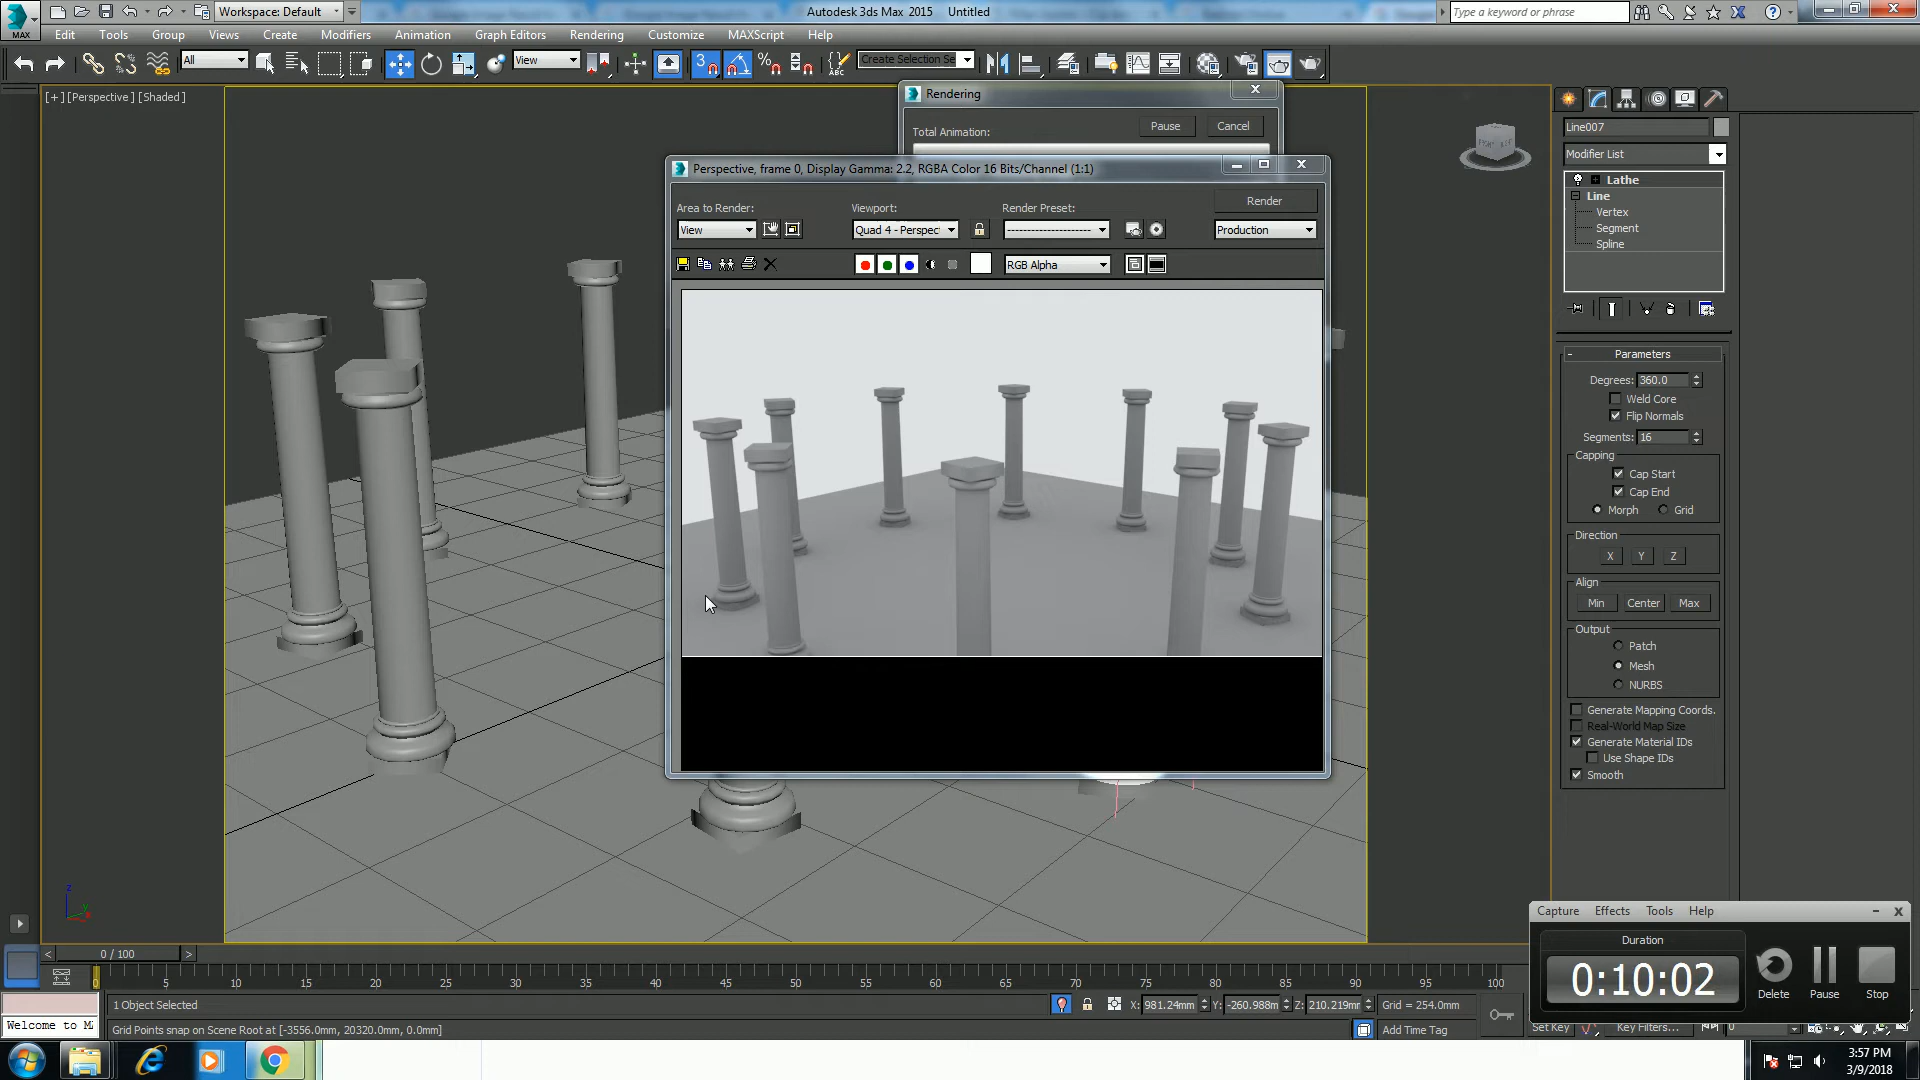 Workspace: Default
Autodesk 3ds Max 2015 Untitled
Type a keyword or phrase
MAX
Edit Tools Group Views Create Modifiers Animation Graph Editors Rendering Customize MAXScript Help
All
View
3
ABC
Create Selection Se
[+] [Perspective] [Shaded]
Rendering
Total Animation:
Pause
Cancel
Perspective, frame 0, Display Gamma: 2.2, RGBA Color 16 Bits/Channel (1:1)
Area to Render:
Viewport:
Render Preset:
Render
View
Quad 4 - Perspec
Production
RGB Alpha
Line007
Modifier List
Lathe
Line
Vertex
Segment
Spline
Parameters
Degrees: 360.0
Weld Core
Flip Normals
Segments: 16
Capping
Cap Start
Cap End
Morph
Grid
Direction
X Y Z
Align
Min Center Max
Output
Patch
Mesh
NURBS
Generate Mapping Coords.
Real-World Map Size
Generate Material IDs
Use Shape IDs
Smooth
z
y
x
Capture Effects Tools Help
Duration
0:10:02
Delete
Pause
Stop
0 / 100
0 5 10 15 20 25 30 35 40 45 50 55 60 65 70 75 80 85 90 95 100
1 Object Selected
X: 981.24mm Y: -260.988m Z: 210.219mm
Grid = 254.0mm
Welcome to M
Grid Points snap on Scene Root at [-3556.0mm, 20320.0mm, 0.0mm]
Add Time Tag
Set Key
Key Filters...
0
3:57 PM
3/9/2018